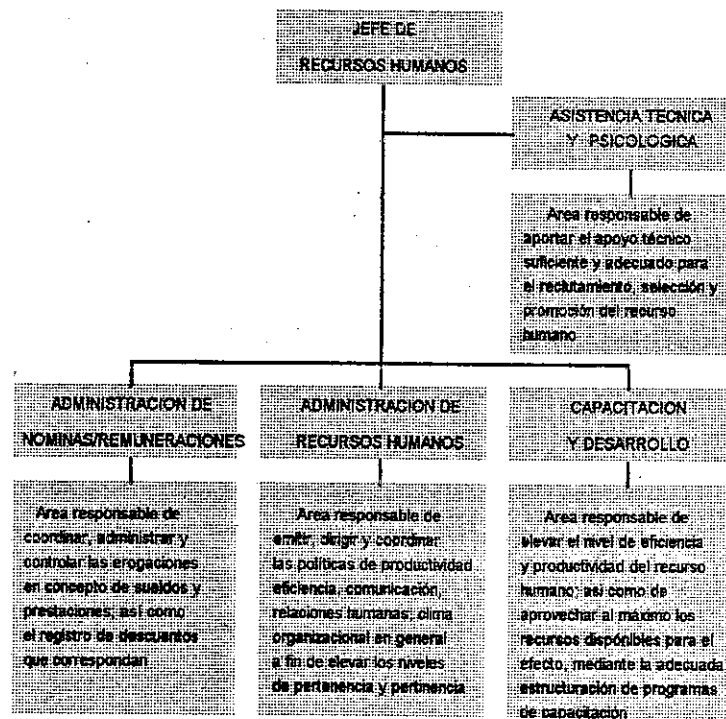 JEFE DE
RECURSOS HUMANOS
ASISTENCIA TECNICA
Y PSICOLOGICA
Area responsable de
aportar el apoyo técnico
suficiente y adecuado para
el reclutamiento, selección y
promoción del recurso
humano
ADMINISTRACION DE
NOMINAS/REMUNERACIONES
Area responsable de
coordinar, administrar y
controlar las erogaciones
en concepto de sueldos y
prestaciones; así como
el registro de descuentos
que correspondan
ADMINISTRACION DE
RECURSOS HUMANOS
Area responsable de
emitir, dirigir y coordinar
las políticas de productividad
eficiencia, comunicación,
relaciones humanas; clima
organizacional en general
a fin de elevar los niveles
de pertenencia y pertinencia
CAPACITACION
Y DESARROLLO
Area responsable de
elevar el nivel de eficiencia
y productividad del recurso
humano; así como de
aprovechar al máximo los
recursos disponibles para el
efecto, mediante la adecuada
estructuración de programas
de capacitación